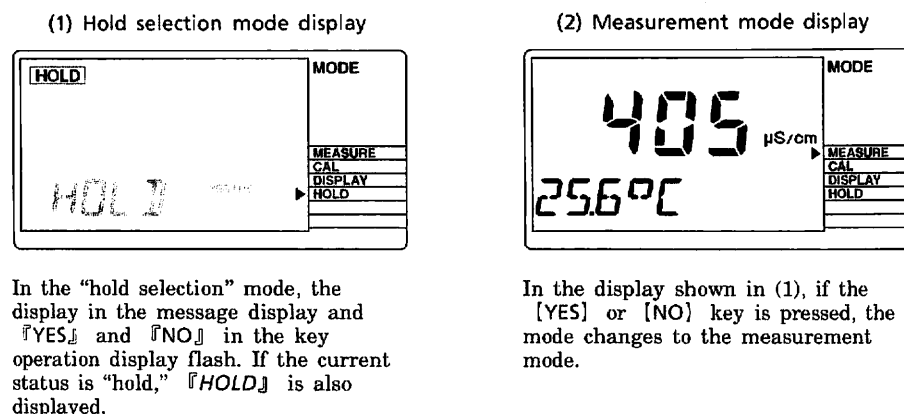 (1) Hold selection mode display
HOLD
MODE
MEASURE
CAL
DISPLAY
HOLD
HOLD
In the “hold selection” mode, the
display in the message display and
『YES』 and 『NO』 in the key
operation display flash. If the current
status is “hold,” 『HOLD』 is also
displayed.
(2) Measurement mode display
405 μS/cm
25.6°C
MODE
MEASURE
CAL
DISPLAY
HOLD
In the display shown in (1), if the
[YES] or [NO] key is pressed, the
mode changes to the measurement
mode.